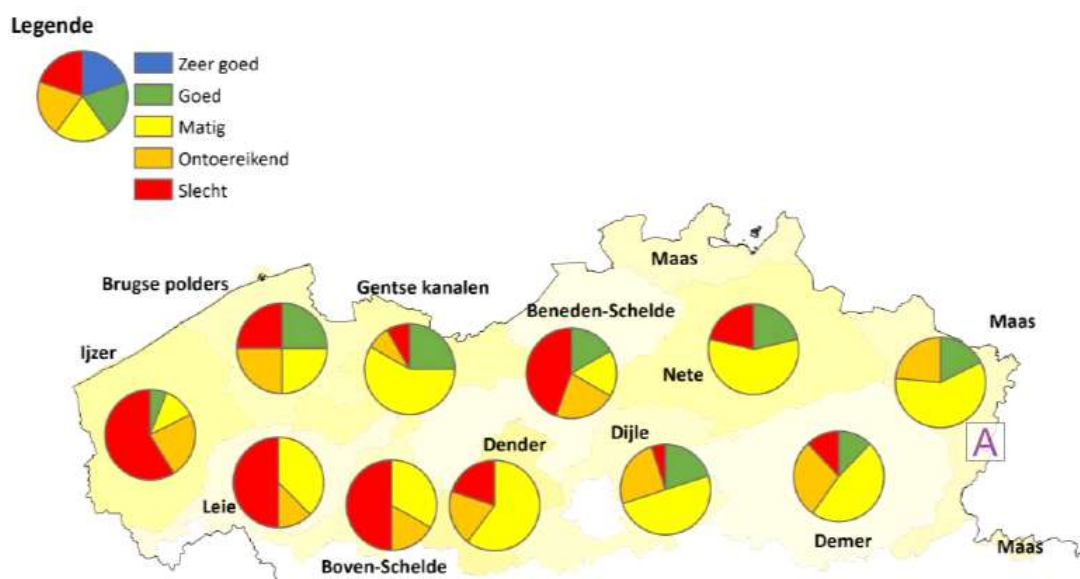 Legende
Zeer goed
Goed
Matig
Ontoereikend
Slecht
Maas
Brugse polders
Gentse kanalen
Beneden-Schelde
Maas
Ijzer
Nete
A
Dender
Dijle
Leie
Demer
Maas
Boven-Schelde